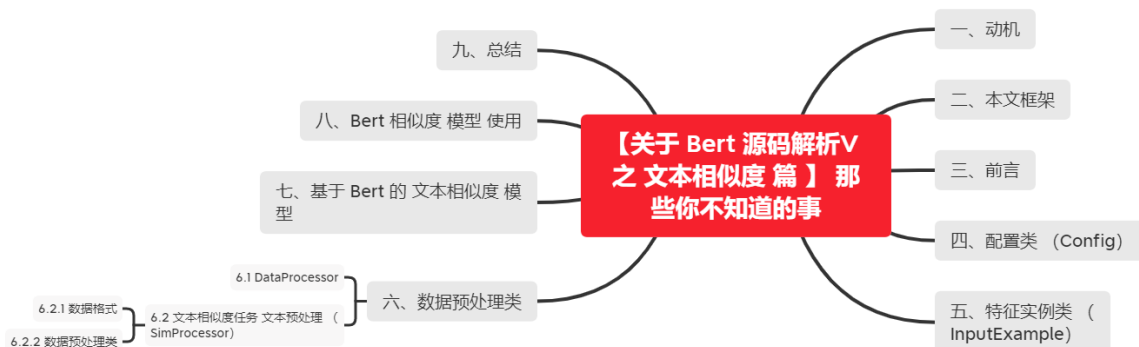 【关于 Bert 源码解析V
之 文本相似度 篇 】 那
些你不知道的事
一、动机
二、本文框架
三、前言
四、配置类 （Config）
五、特征实例类 （
InputExample）
六、数据预处理类
6.1 DataProcessor
6.2 文本相似度任务 文本预处理 （
SimProcessor）
6.2.1 数据格式
6.2.2 数据预处理类
七、基于 Bert 的 文本相似度 模
型
八、Bert 相似度 模型 使用
九、总结